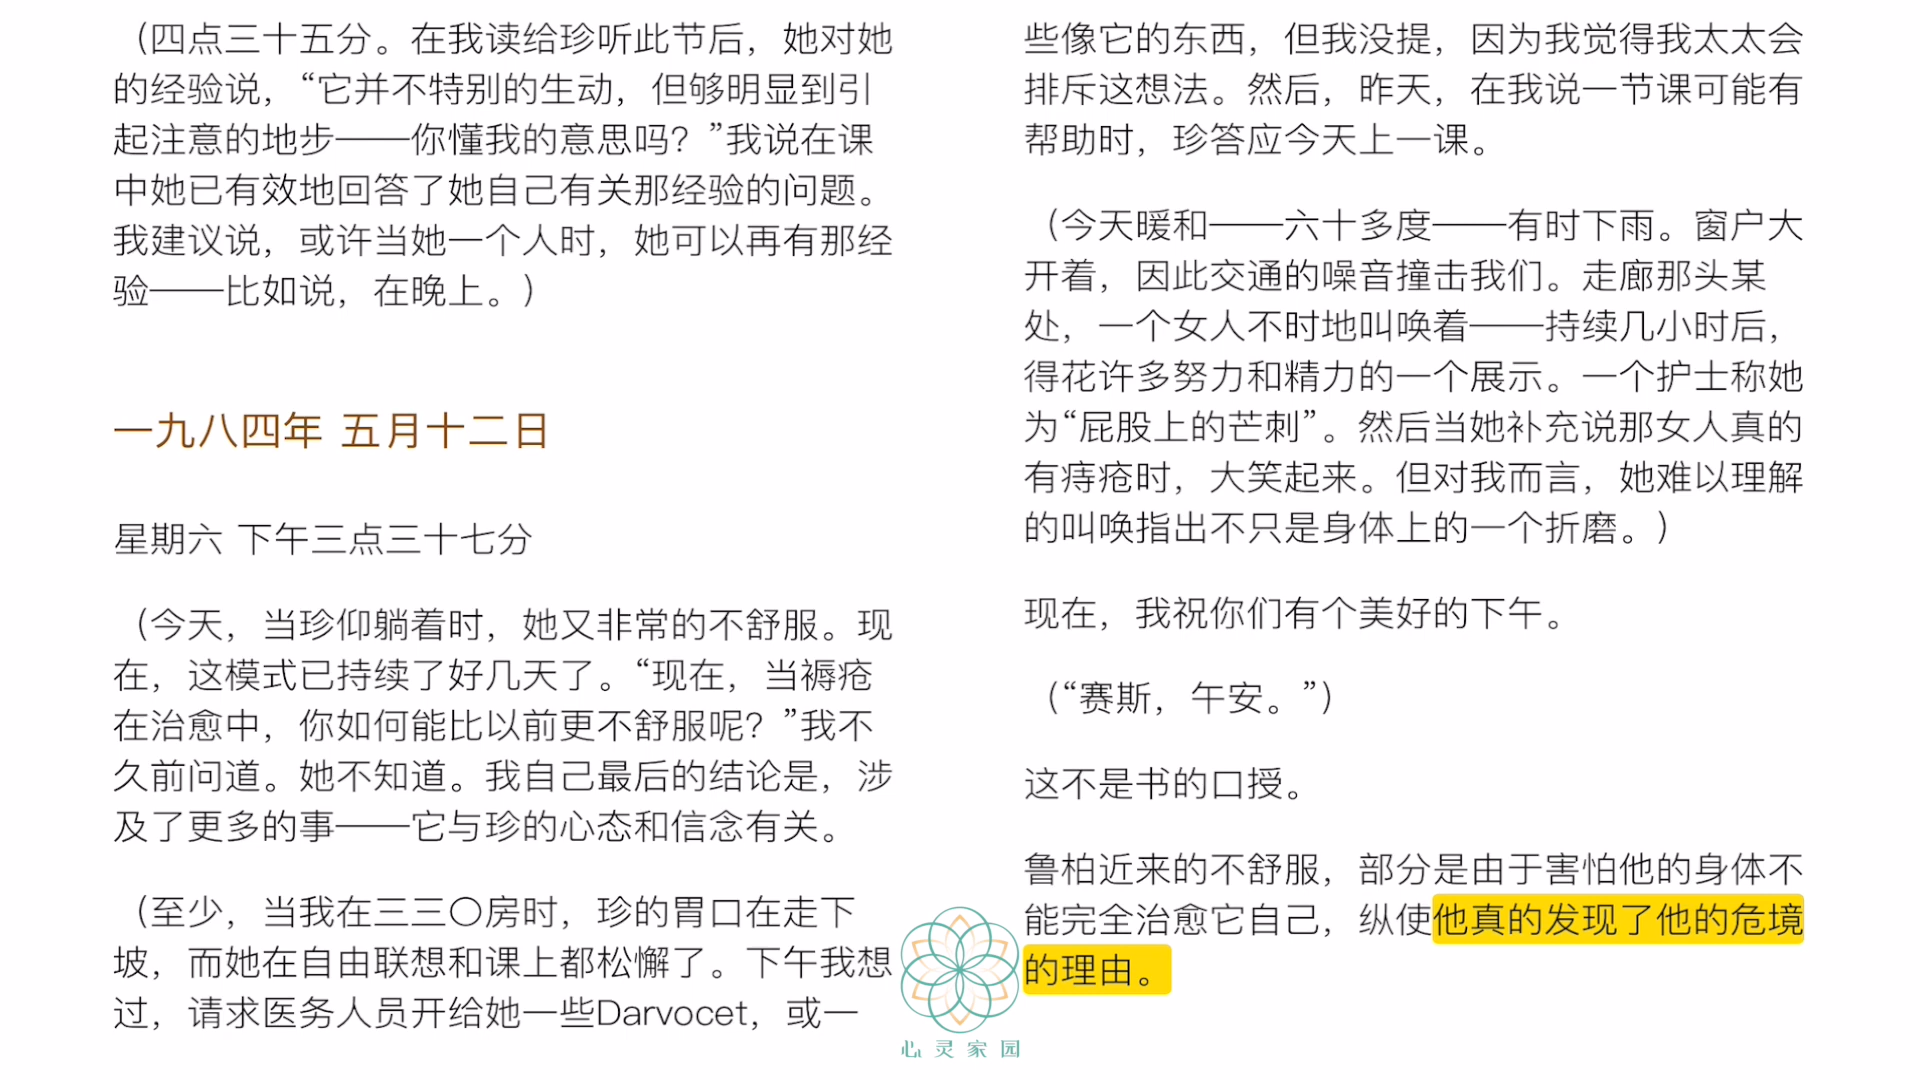 （四点三十五分。在我读给珍听此节后，她对她
的经验说，“它并不特别的生动，但够明显到引
起注意的地步——你懂我的意思吗？”我说在课
中她已有效地回答了她自己有关那经验的问题。
我建议说，或许当她一个人时，她可以再有那经
验——比如说，在晚上。）
一九八四年 五月十二日
星期六 下午三点三十七分
（今天，当珍仰躺着时，她又非常的不舒服。现
在，这模式已持续了好几天了。“现在，当褥疮
在治愈中，你如何能比以前更不舒服呢？”我不
久前问道。她不知道。我自己最后的结论是，涉
及了更多的事——它与珍的心态和信念有关。
（至少，当我在三三〇房时，珍的胃口在走下
坡，而她在自由联想和课上都松懈了。下午我想
过，请求医务人员开给她一些Darvocet，或一
些像它的东西，但我没提，因为我觉得我太太会
排斥这想法。然后，昨天，在我说一节课可能有
帮助时，珍答应今天上一课。
（今天暖和——六十多度——有时下雨。窗户大
开着，因此交通的噪音撞击我们。走廊那头某
处，一个女人不时地叫唤着——持续几小时后，
得花许多努力和精力的一个展示。一个护士称她
为“屁股上的芒刺”。然后当她补充说那女人真的
有痔疮时，大笑起来。但对我而言，她难以理解
的叫唤指出不只是身体上的一个折磨。）
现在，我祝你们有个美好的下午。
（“赛斯，午安。”）
这不是书的口授。
鲁柏近来的不舒服，部分是由于害怕他的身体不
能完全治愈它自己，纵使他真的发现了他的危境
的理由。
心灵家园